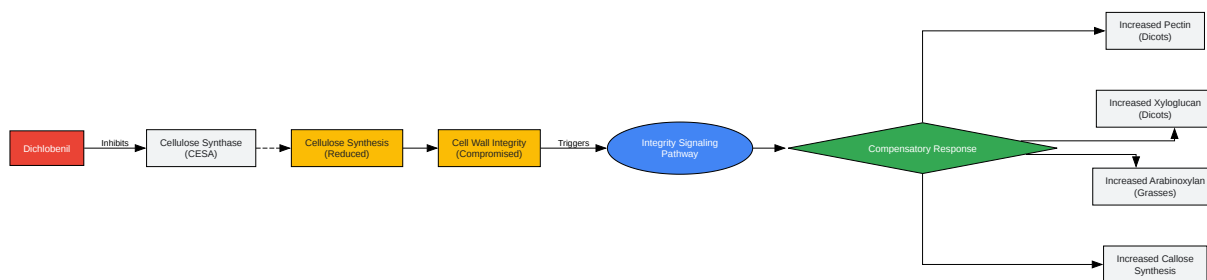 Increased Pectin
(Dicots)
Increased Xyloglucan
(Dicots)
Dichlobenil
Inhibits
Cellulose Synthase
(CESA)
Cellulose Synthesis
(Reduced)
Cell Wall Integrity
(Compromised)
Triggers
Integrity Signaling
Pathway
Compensatory Response
Increased Arabinoxylan
(Grasses)
Increased Callose
Synthesis